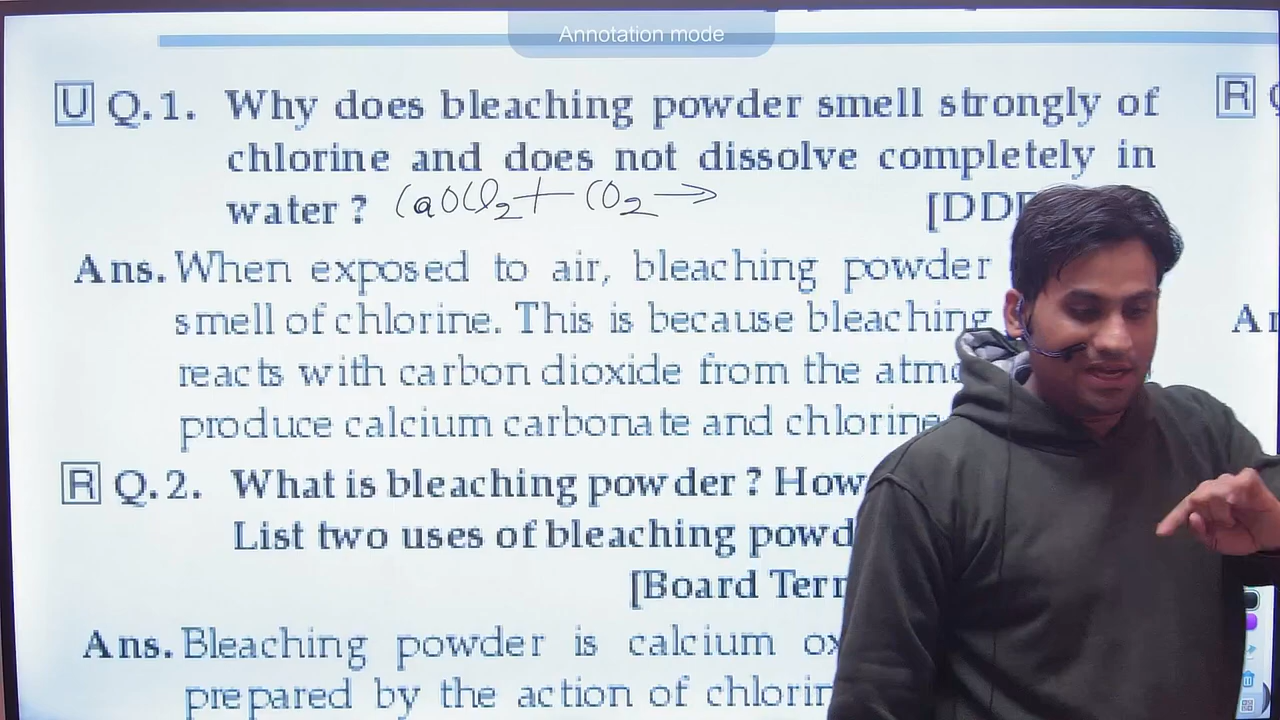 Annotation mode
U Q. 1. Why does bleaching powder smell strongly of
chlorine and does not dissolve completely in
water ? CaOCl2 + CO2 →
[DDE
Ans. When exposed to air, bleaching powder
smell of chlorine. This is because bleaching
reacts with carbon dioxide from the atmo
produce calcium carbonate and chlorine
R Q. 2. What is bleaching powder ? How
List two uses of bleaching powd
[Board Term
Ans. Bleaching powder is calcium ox
prepared by the action of chlorin
R
An